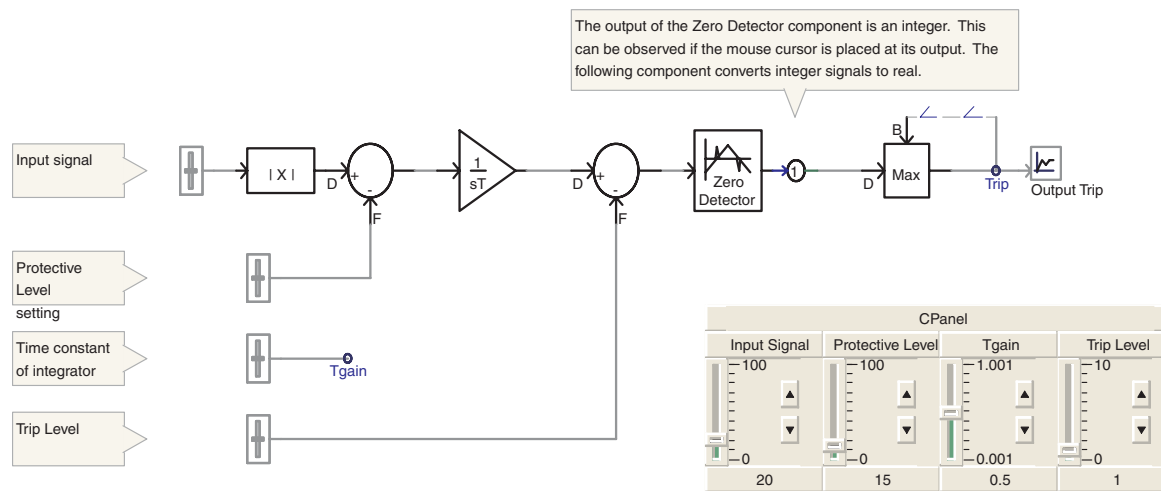 The output of the Zero Detector component is an integer. This
can be observed if the mouse cursor is placed at its output. The
following component converts integer signals to real.
Input signal
| X |
D
+
-
F
1
sT
D
+
-
F
Zero
Detector
1
B
D
Max
Trip
Output Trip
Protective
Level
setting
Time constant
of integrator
Tgain
Trip Level
CPanel
Input Signal
Protective Level
Tgain
Trip Level
100
100
1.001
10
0
0
0.001
0
20
15
0.5
1